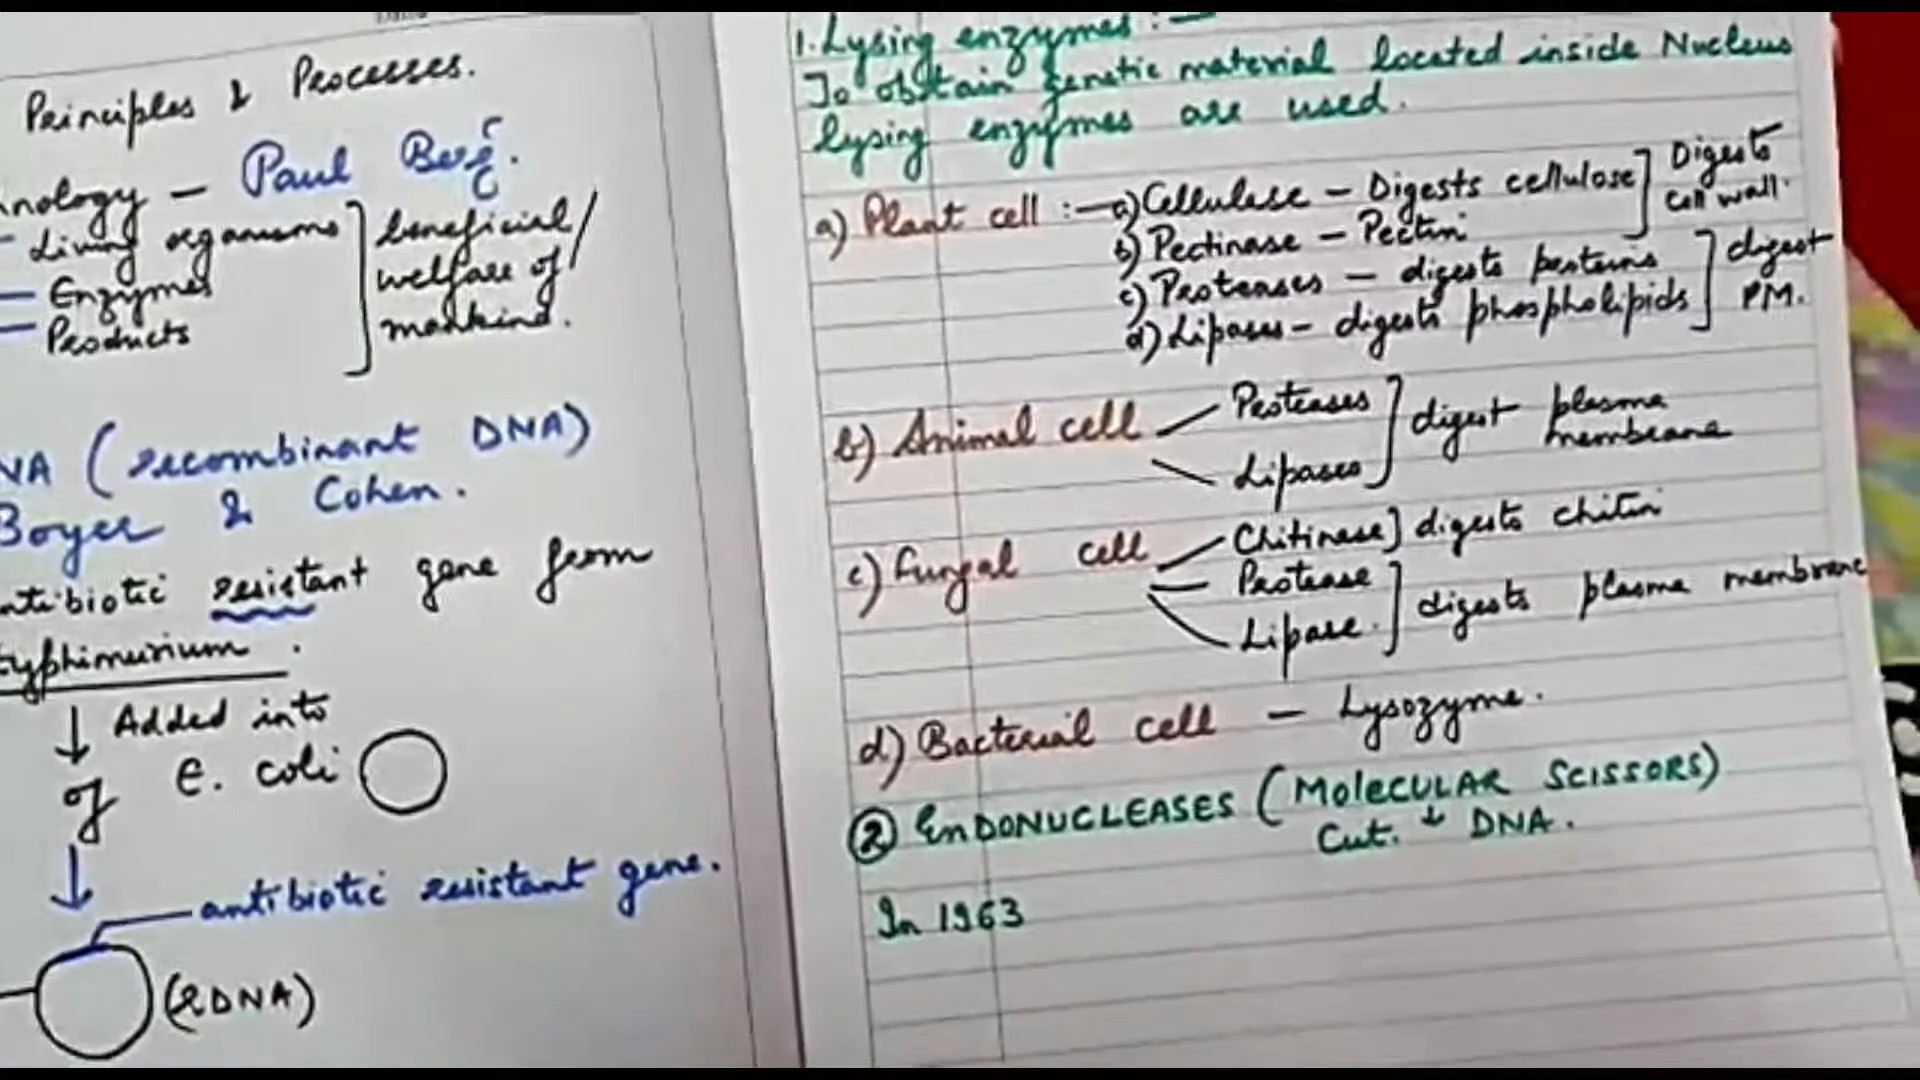 Principles & Processes.
nology – Paul Berg.
Living organisms
Enzymes
Products
beneficial/
welfare of
mankind.
NA (recombinant DNA)
Boyer & Cohen.
ntibiotic resistant gene from
typhimurium.
↓ Added into
of E. coli
↓
antibiotic resistant gene.
(rDNA)
1. Lysing enzymes :–
To obtain genetic material located inside Nucleus
lysing enzymes are used.
a) Plant cell :– a) Cellulase – Digests cellulose] Digests
b) Pectinase – Pectin cell wall.
c) Proteases – digests proteins ] digest
d) Lipases – digests phospholipids PM.
b) Animal cell Proteases ] digest plasma
Lipases membrane
c) Fungal cell Chitinase] digests chitin
Protease
Lipase. ] digests plasma membrane
d) Bacterial cell – Lysozyme.
② ENDONUCLEASES (MOLECULAR SCISSORS)
Cut. ↓ DNA.
In 1963